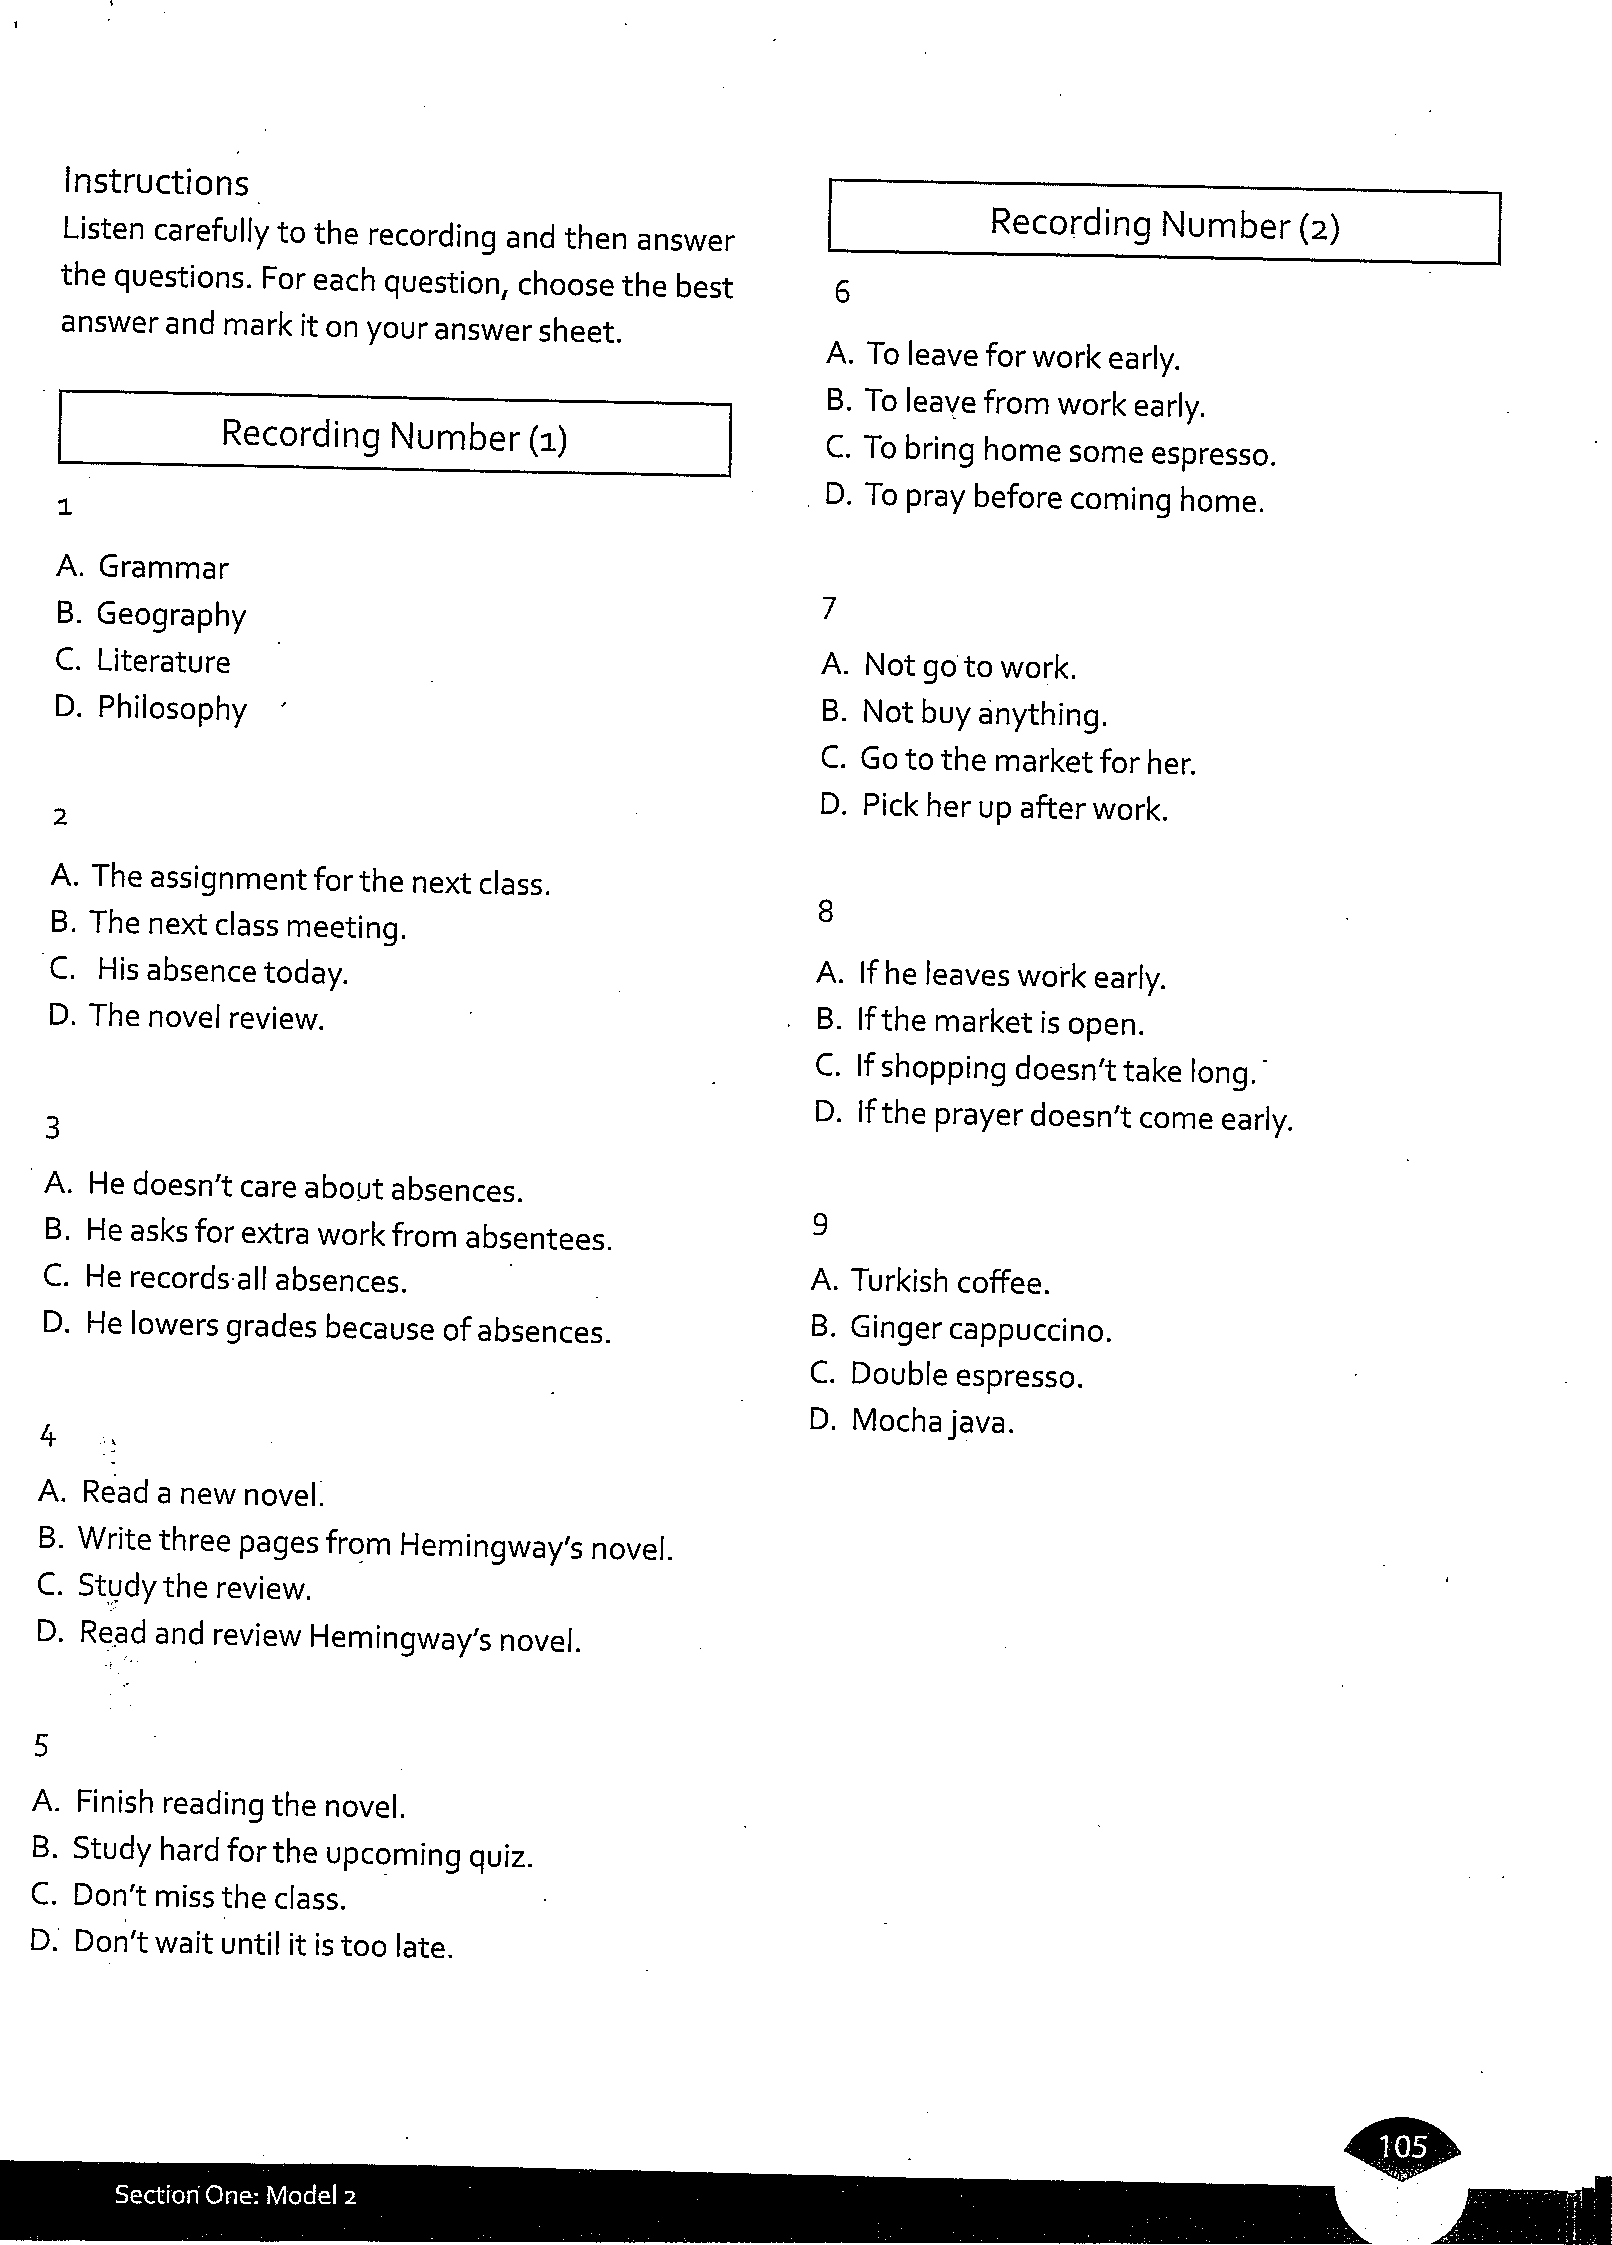 Instructions
Listen carefully to the recording and then answer
the questions. For each question, choose the best
answer and mark it on your answer sheet.
Recording Number (1)
1
A. Grammar
B. Geography
C. Literature
D. Philosophy
2
A. The assignment for the next class.
B. The next class meeting.
C. His absence today.
D. The novel review.
3
A. He doesn't care about absences.
B. He asks for extra work from absentees.
C. He records all absences.
D. He lowers grades because of absences.
4
A. Read a new novel.
B. Write three pages from Hemingway's novel.
C. Study the review.
D. Read and review Hemingway's novel.
5
A. Finish reading the novel.
B. Study hard for the upcoming quiz.
C. Don't miss the class.
D. Don't wait until it is too late.
Recording Number (2)
6
A. To leave for work early.
B. To leave from work early.
C. To bring home some espresso.
D. To pray before coming home.
7
A. Not go to work.
B. Not buy anything.
C. Go to the market for her.
D. Pick her up after work.
8
A. If he leaves work early.
B. If the market is open.
C. If shopping doesn't take long.
D. If the prayer doesn't come early.
9
A. Turkish coffee.
B. Ginger cappuccino.
C. Double espresso.
D. Mocha java.
105
Section One: Model 2